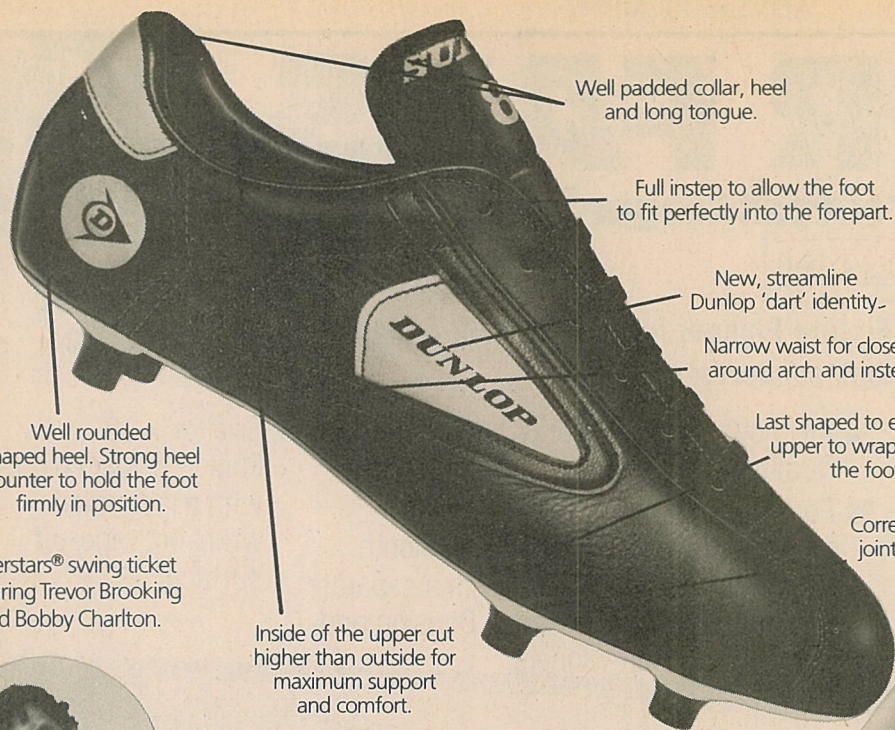 Well padded collar, heel
and long tongue.
Full instep to allow the foot
to fit perfectly into the forepart.
New, streamline
Dunlop 'dart' identity
Narrow waist for close
around arch and inste
Last shaped to e
upper to wrap
the foo
Corre
joint
Well rounded
haped heel. Strong heel
ounter to hold the foot
firmly in position.
erstars® swing ticket
ring Trevor Brooking
d Bobby Charlton.
Inside of the upper cut
higher than outside for
maximum support
and comfort.
DUNLOP
D
SU
8